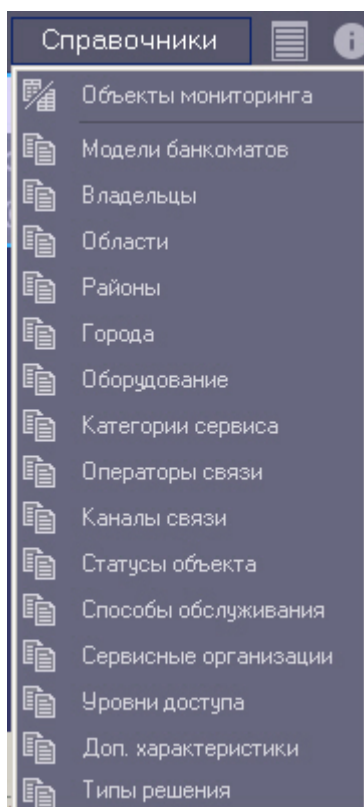 Справочники
Объекты мониторинга
Модели банкоматов
Владельцы
Области
Районы
Города
Оборудование
Категории сервиса
Операторы связи
Каналы связи
Статусы объекта
Способы обслуживания
Сервисные организации
Уровни доступа
Доп. характеристики
Типы решения